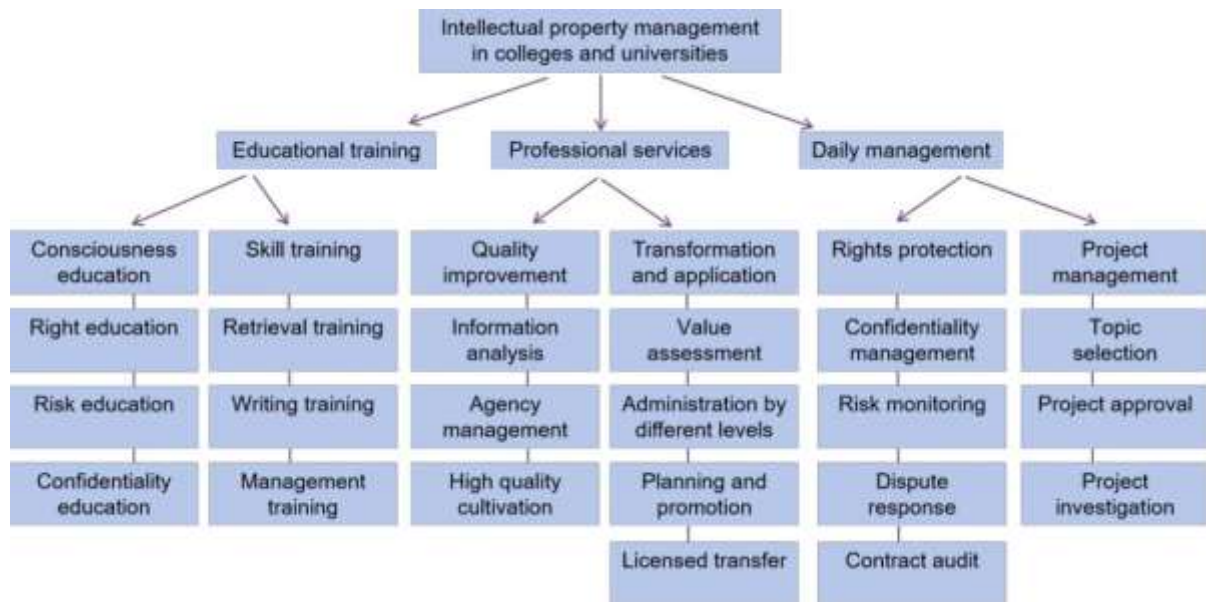 Intellectual property management
in colleges and universities
Educational training
Professional services
Daily management
Consciousness
education
Skill training
Quality
improvement
Transformation
and application
Rights protection
Project
management
Right education
Retrieval training
Information
analysis
Value
assessment
Confidentiality
management
Topic
selection
Risk education
Writing training
Agency
management
Administration by
different levels
Risk monitoring
Project approval
Confidentiality
education
Management
training
High quality
cultivation
Planning and
promotion
Dispute
response
Project
investigation
Licensed transfer
Contract audit